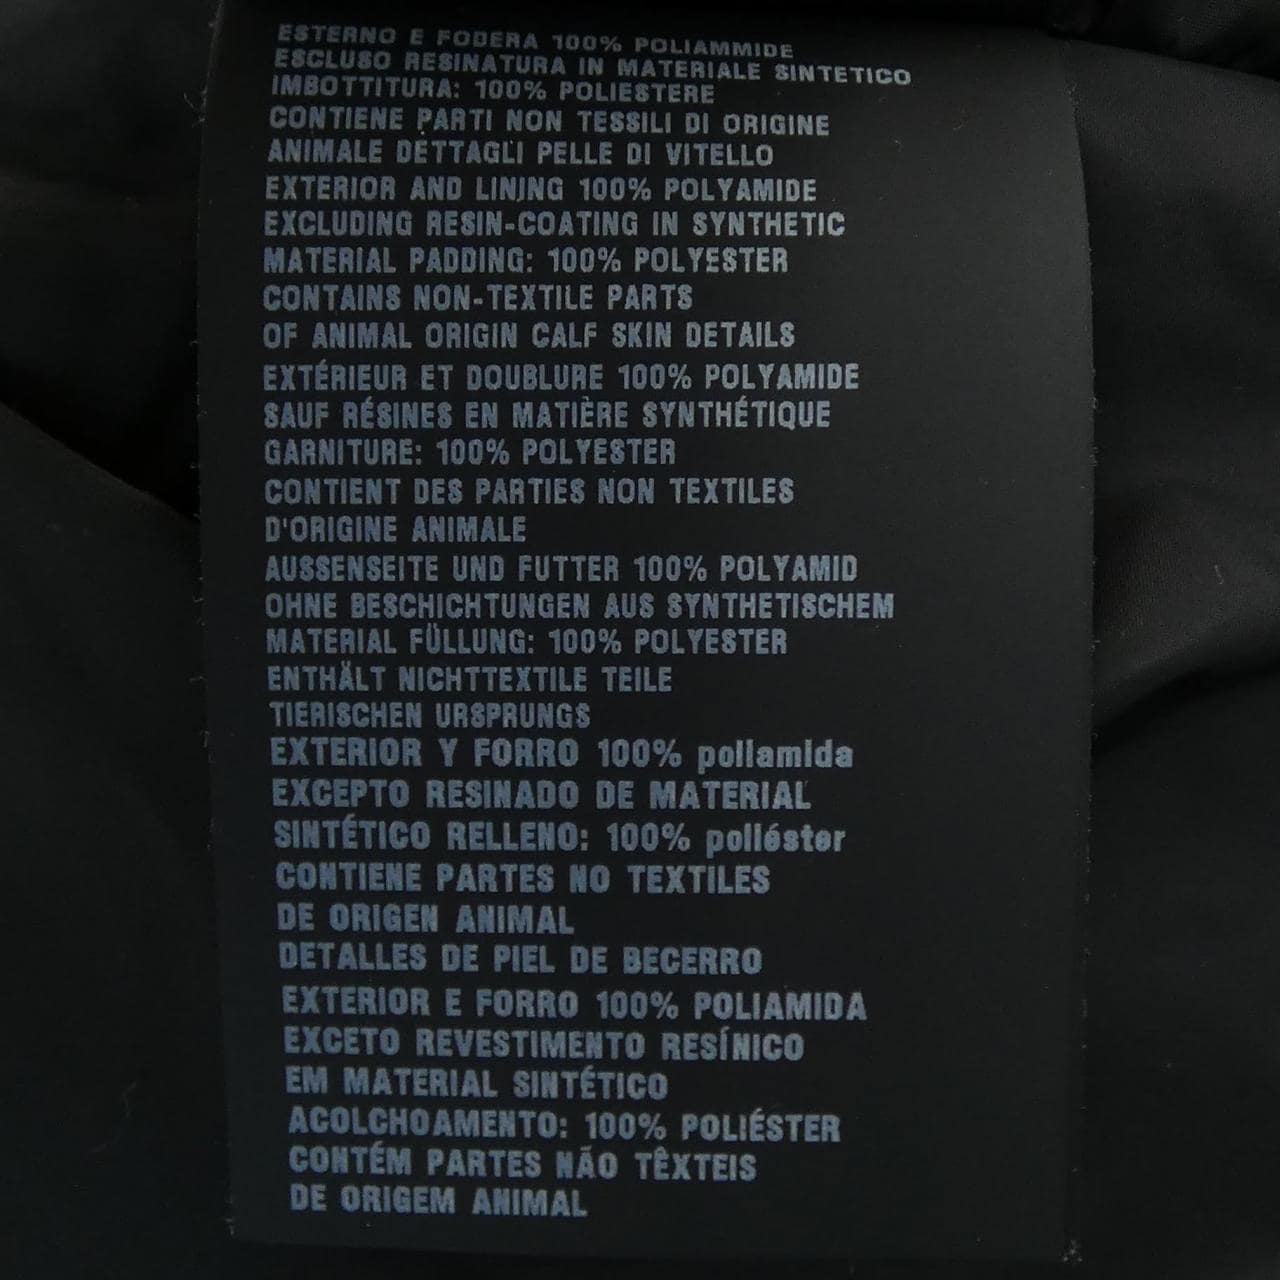 ESTERNO E FODERA 100% POLIAMMIDE
ESCLUSO RESINATURA IN MATERIALE SINTETICO
IMBOTTITURA: 100% POLIESTERE
CONTIENE PARTI NON TESSILI DI ORIGINE
ANIMALE DETTAGLI PELLE DI VITELLO
EXTERIOR AND LINING 100% POLYAMIDE
EXCLUDING RESIN-COATING IN SYNTHETIC
MATERIAL PADDING: 100% POLYESTER
CONTAINS NON-TEXTILE PARTS
OF ANIMAL ORIGIN CALF SKIN DETAILS
EXTÉRIEUR ET DOUBLURE 100% POLYAMIDE
SAUF RÉSINES EN MATIÈRE SYNTHÉTIQUE
GARNITURE: 100% POLYESTER
CONTIENT DES PARTIES NON TEXTILES
D'ORIGINE ANIMALE
AUSSENSEITE UND FUTTER 100% POLYAMID
OHNE BESCHICHTUNGEN AUS SYNTHETISCHEM
MATERIAL FÜLLUNG: 100% POLYESTER
ENTHÄLT NICHTTEXTILE TEILE
TIERISCHEN URSPRUNGS
EXTERIOR Y FORRO 100% poliamida
EXCEPTO RESINADO DE MATERIAL
SINTÉTICO RELLENO: 100% poliéster
CONTIENE PARTES NO TEXTILES
DE ORIGEN ANIMAL
DETALLES DE PIEL DE BECERRO
EXTERIOR E FORRO 100% POLIAMIDA
EXCETO REVESTIMENTO RESÍNICO
EM MATERIAL SINTÉTICO
ACOLCHOAMENTO: 100% POLIÉSTER
CONTÉM PARTES NÃO TÊXTEIS
DE ORIGEM ANIMAL